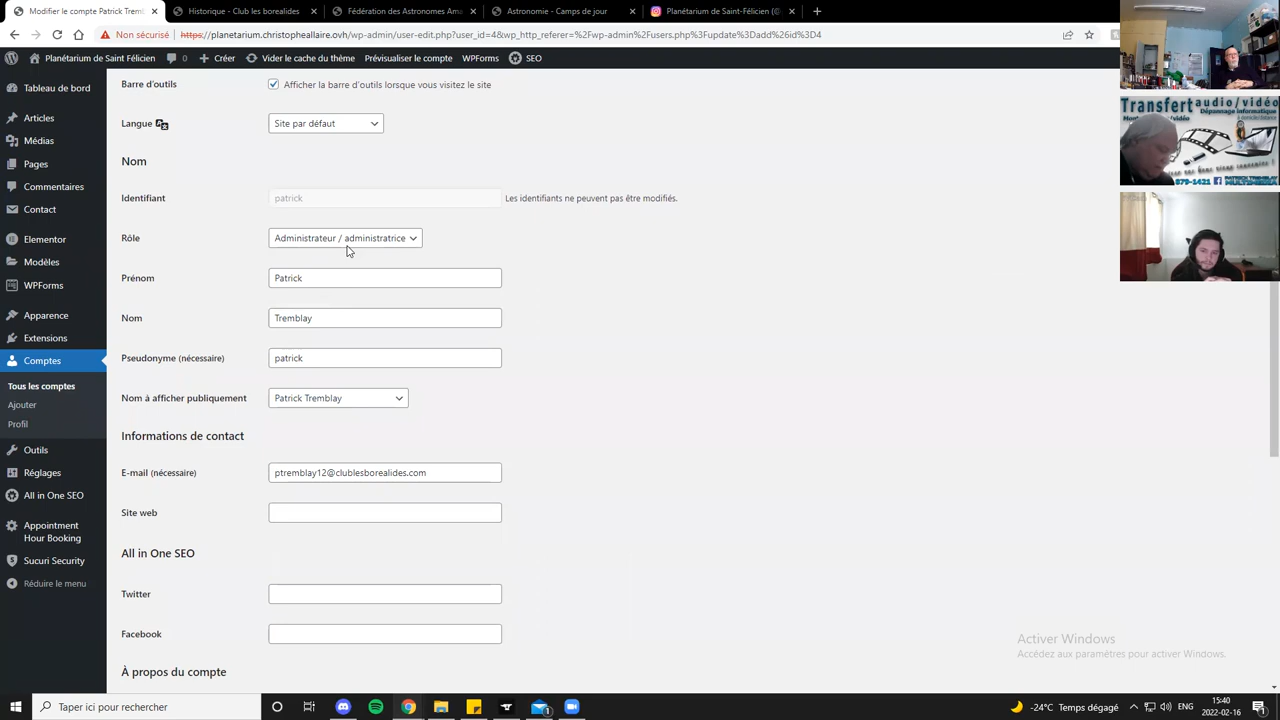 Modifier le compte Patrick Trem
Historique - Club les borealides
Fédération des Astronomes Ama
Astronomie - Camps de jour
Planétarium de Saint-Félicien (@
Non sécurisé
https://planetarium.christopheallaire.ovh/wp-admin/user-edit.php?user_id=4&wp_http_referer=%2Fwp-admin%2Fusers.php%3Fupdate%3Dadd%26id%3D4
Planétarium de Saint Félicien
0
Créer
Vider le cache du thème
Prévisualiser le compte
WPForms
SEO
Tableau de bord
Articles
Médias
Pages
Commentaires
Contact
Elementor
Modèles
WPForms
Apparence
Extensions
Comptes
Tous les comptes
Ajouter
Profil
Outils
Réglages
All in One SEO
Appointment
Hour Booking
Sucuri Security
Réduire le menu
Barre d'outils
Afficher la barre d'outils lorsque vous visitez le site
Langue
Site par défaut
Nom
Identifiant
patrick
Les identifiants ne peuvent pas être modifiés.
Rôle
Administrateur / administratrice
Prénom
Patrick
Nom
Tremblay
Pseudonyme (nécessaire)
patrick
Nom à afficher publiquement
Patrick Tremblay
Informations de contact
E-mail (nécessaire)
ptremblay12@clublesborealides.com
Site web
All in One SEO
Twitter
Facebook
À propos du compte
Transfert audio/vidéo
Dépannage informatique
879-1421
Activer Windows
Accédez aux paramètres pour activer Windows.
Taper ici pour rechercher
-24°C Temps dégagé
ENG
15:40
2022-02-16